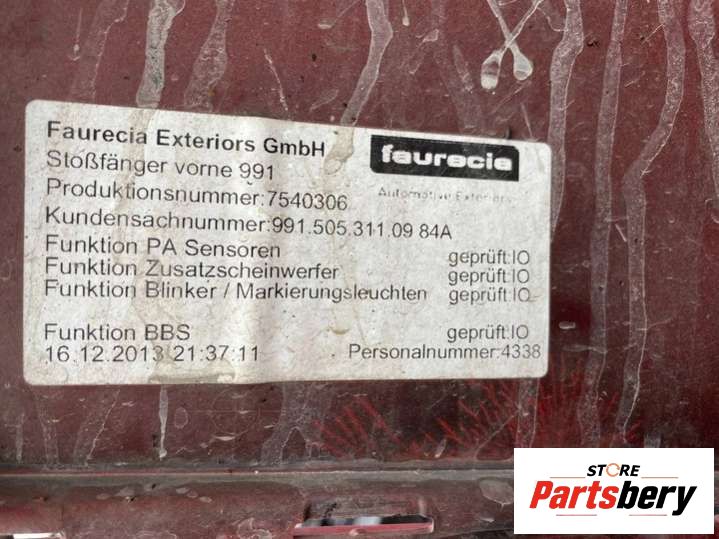 Faurecia Exteriors GmbH
faurecia
Stoßfänger vorne 991
Automotive Exteriors
Produktionsnummer:7540306
Kundensachnummer:991.505.311.09 84A
Funktion PA Sensoren geprüft:IO
Funktion Zusatzscheinwerfer geprüft:IO
Funktion Blinker / Markierungsleuchten geprüft:IO
Funktion BBS geprüft:IO
16.12.2013 21:37:11 Personalnummer:4338
STORE
Partsbery